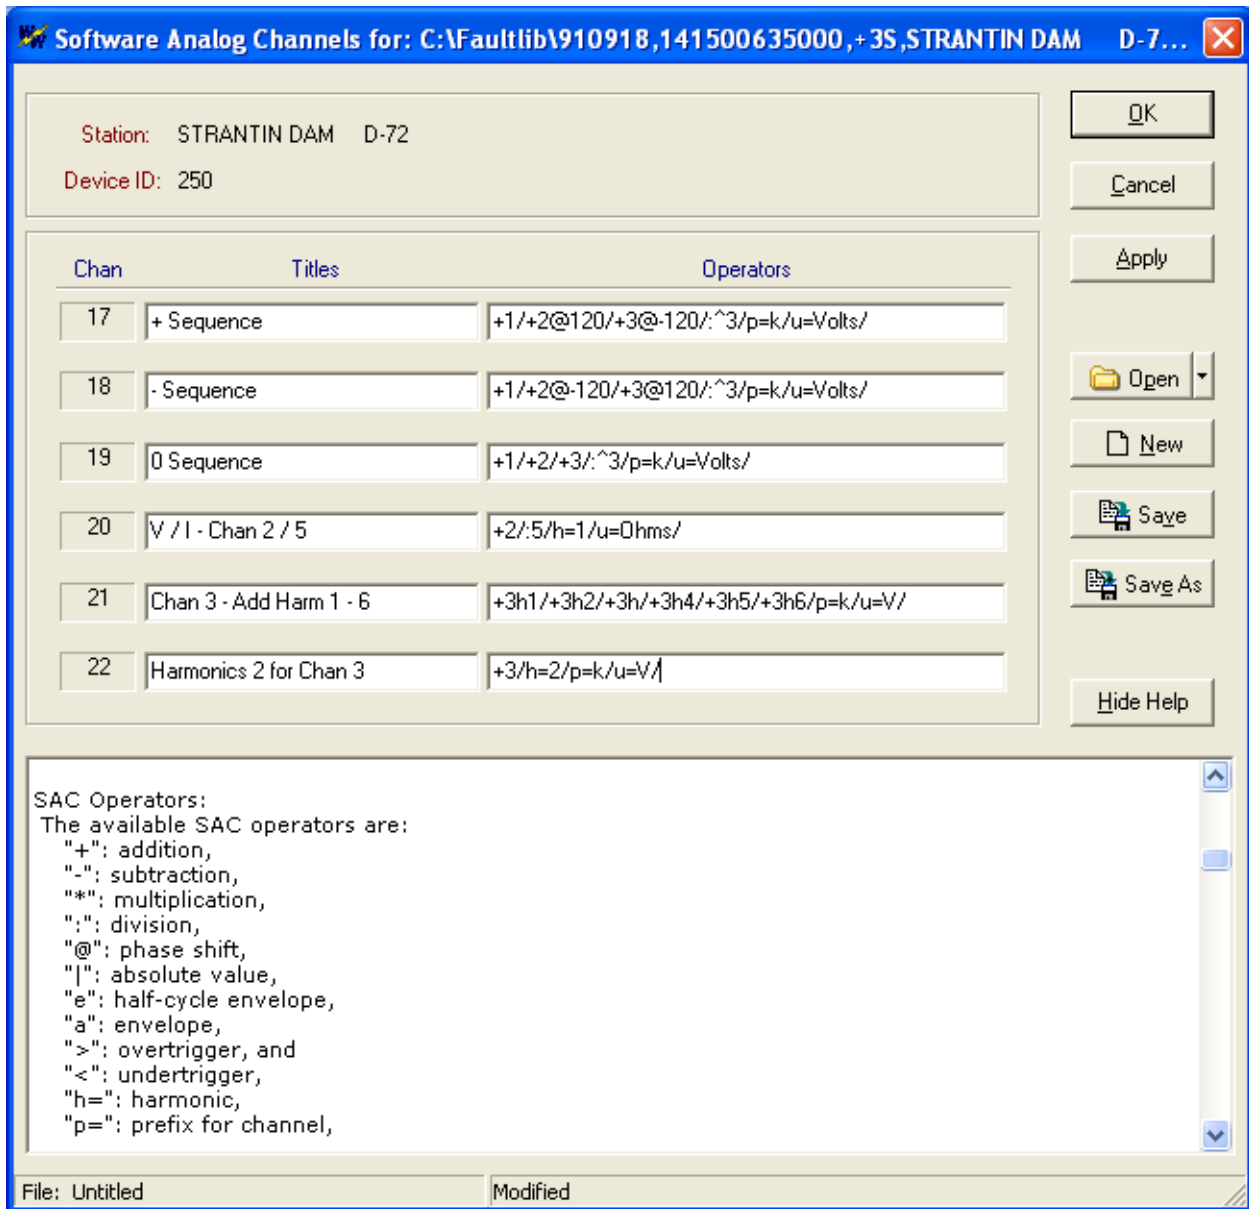 Software Analog Channels for: C:\Faultlib\910918,141500635000,+3S,STRANTIN DAM D-7...
Station: STRANTIN DAM D-72
Device ID: 250
OK
Cancel
Apply
Chan Titles Operators
17 + Sequence +1/+2@120/+3@-120/:^3/p=k/u=Volts/
18 - Sequence +1/+2@-120/+3@120/:^3/p=k/u=Volts/
19 0 Sequence +1/+2/+3/:^3/p=k/u=Volts/
20 V / I - Chan 2 / 5 +2/:5/h=1/u=Ohms/
21 Chan 3 - Add Harm 1 - 6 +3h1/+3h2/+3h/+3h4/+3h5/+3h6/p=k/u=V/
22 Harmonics 2 for Chan 3 +3/h=2/p=k/u=V/
Open
New
Save
Save As
Hide Help
SAC Operators:
The available SAC operators are:
"+": addition,
"-": subtraction,
"*": multiplication,
":": division,
"@": phase shift,
"|": absolute value,
"e": half-cycle envelope,
"a": envelope,
">": overtrigger, and
"<": undertrigger,
"h=": harmonic,
"p=": prefix for channel,
File: Untitled Modified